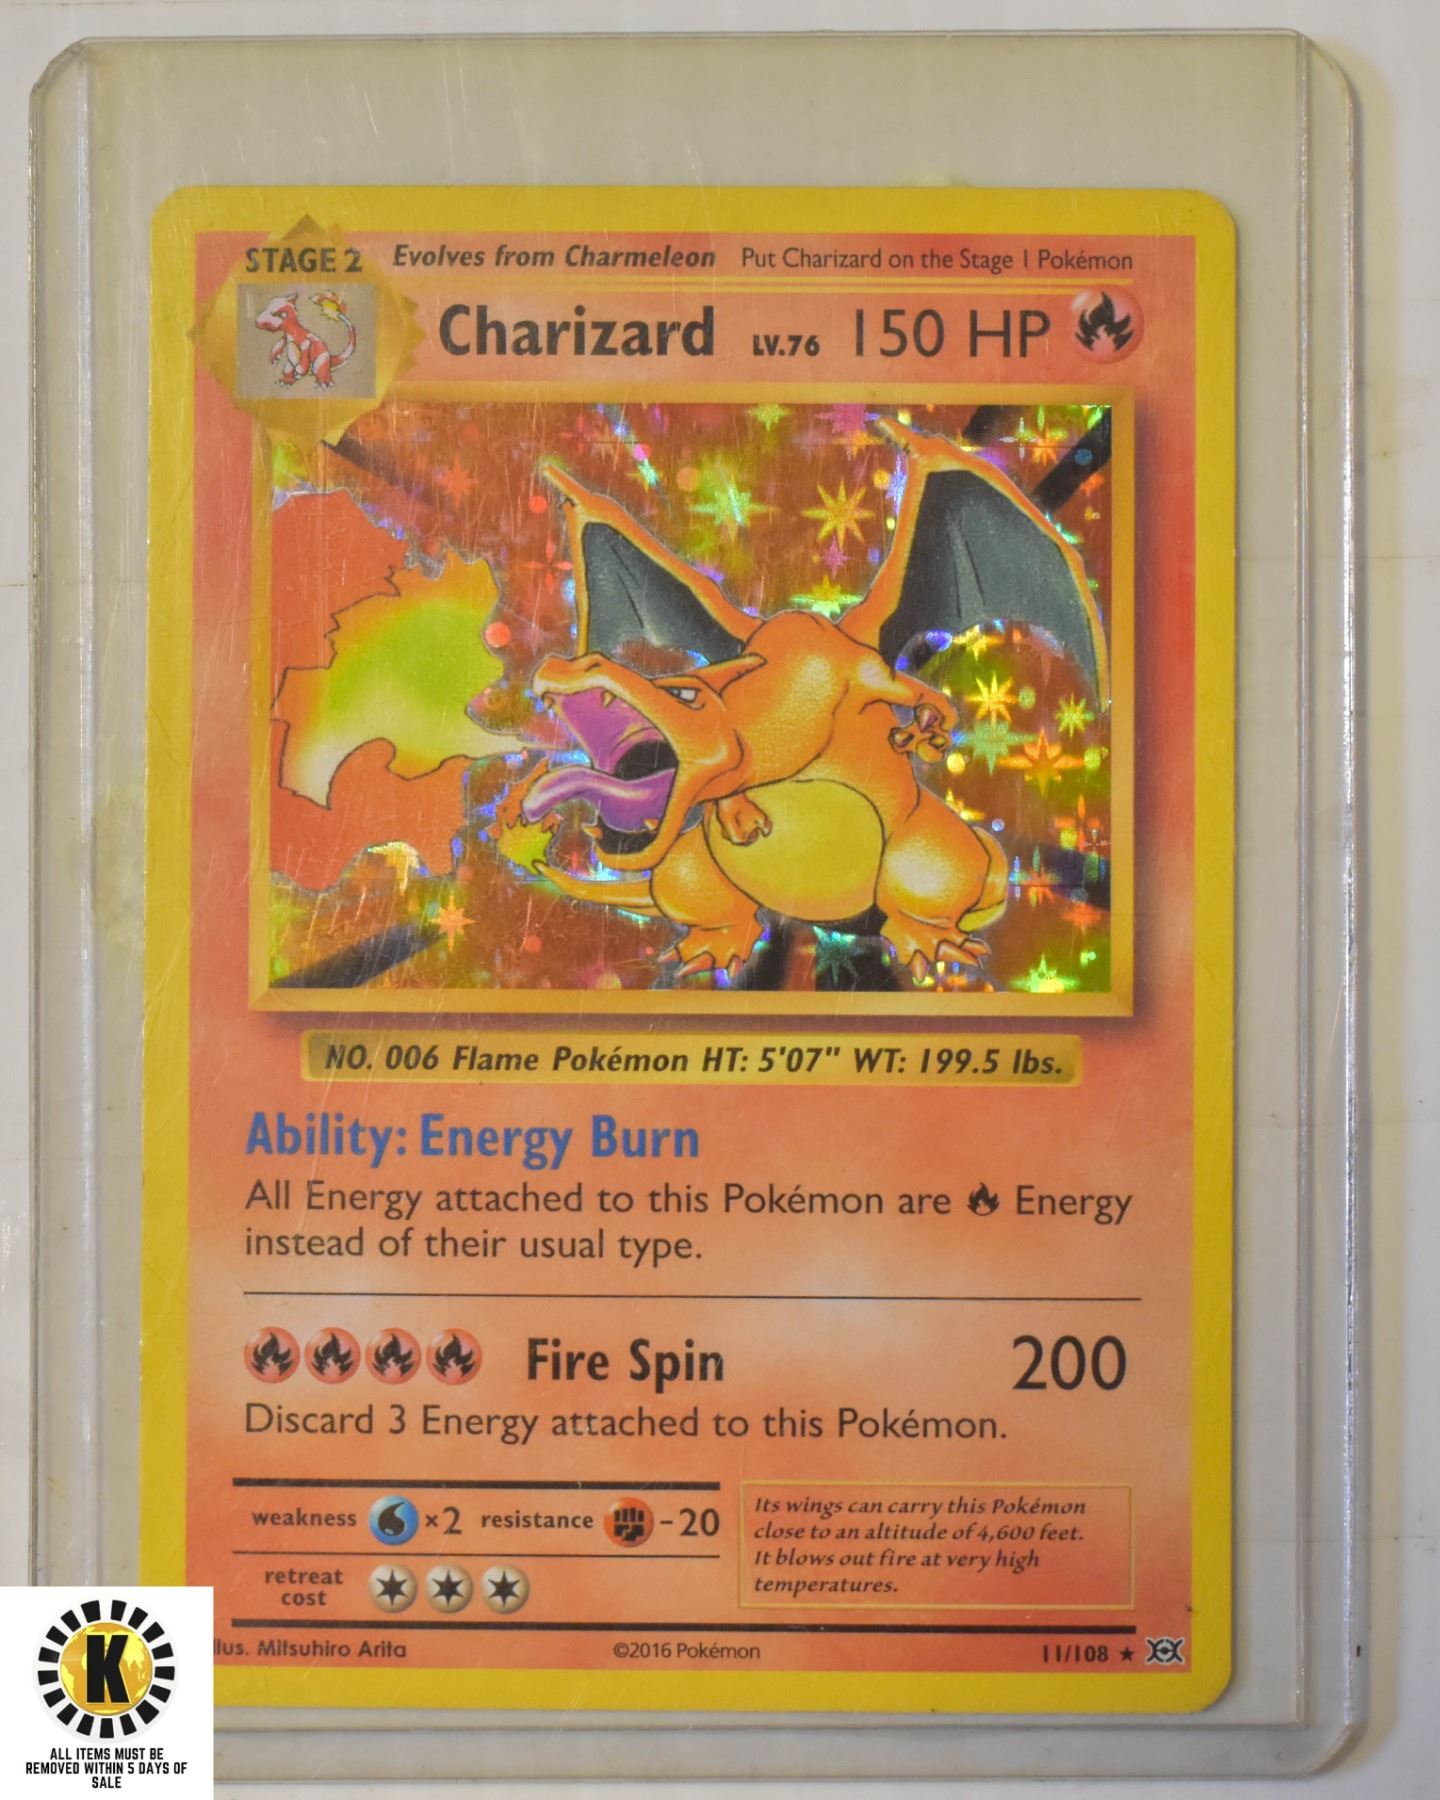 STAGE 2 Evolves from Charmeleon Put Charizard on the Stage 1 Pokémon
Charizard LV.76 150 HP
NO. 006 Flame Pokémon HT: 5'07" WT: 199.5 lbs.
Ability: Energy Burn
All Energy attached to this Pokémon are Energy
instead of their usual type.
Fire Spin 200
Discard 3 Energy attached to this Pokémon.
weakness ×2 resistance -20
retreat
cost
Its wings can carry this Pokémon
close to an altitude of 4,600 feet.
It blows out fire at very high
temperatures.
llus. Mitsuhiro Arita ©2016 Pokémon 11/108
K
ALL ITEMS MUST BE
REMOVED WITHIN 5 DAYS OF
SALE